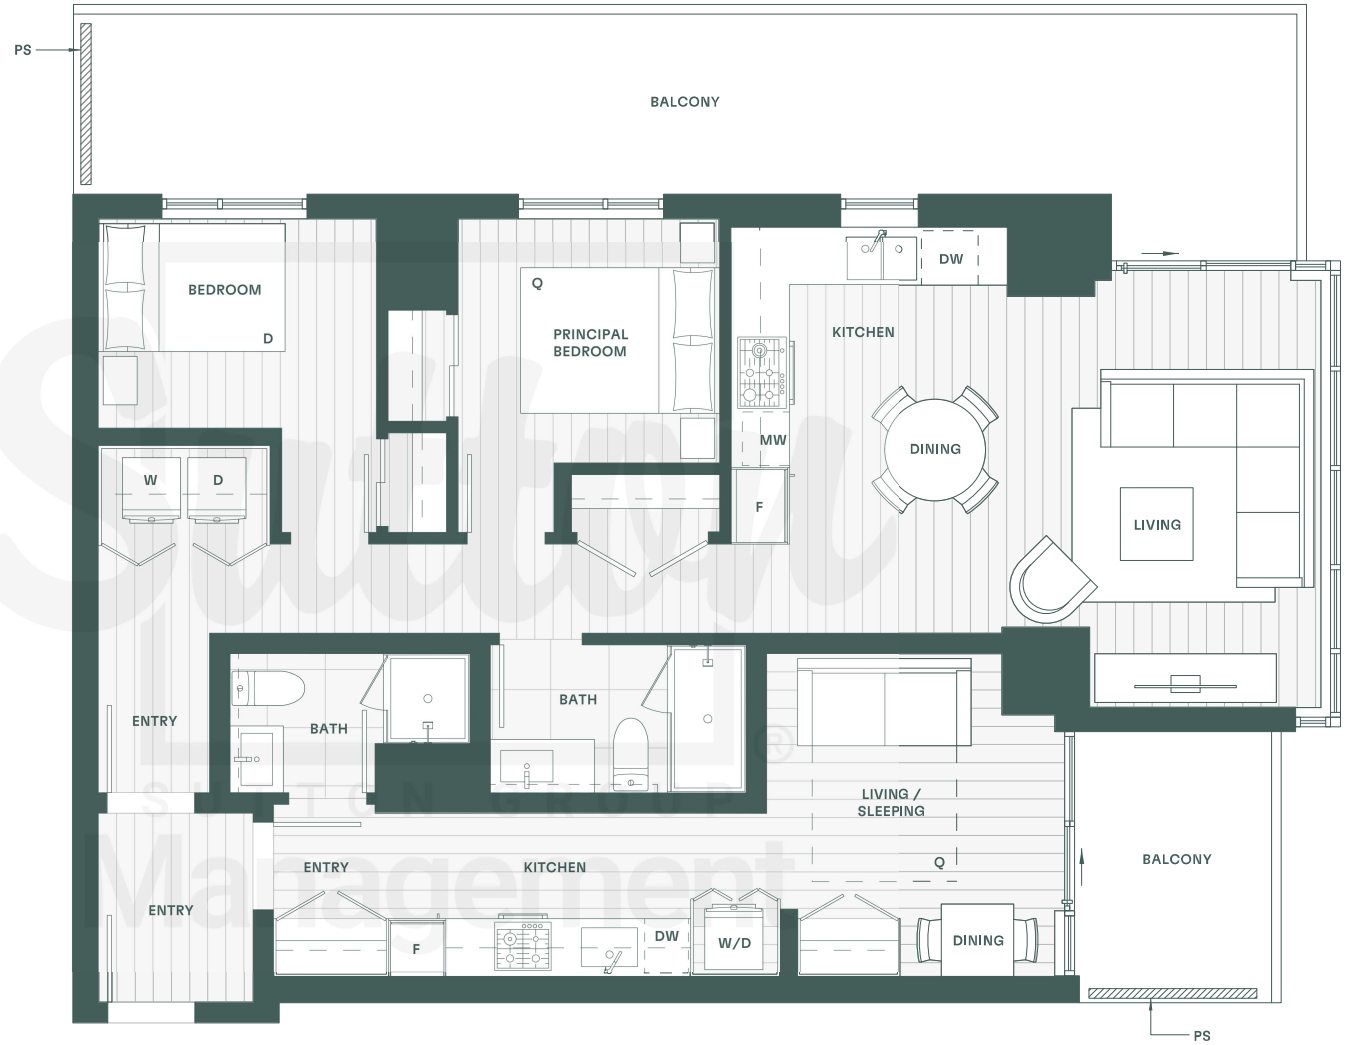 PS
BALCONY
DW
BEDROOM
Q
PRINCIPAL
BEDROOM
D
KITCHEN
MW
DINING
W
D
F
LIVING
Sutton
ENTRY
BATH
BATH
®
SUTTON GROUP
LIVING /
SLEEPING
Q
Management
ENTRY
KITCHEN
BALCONY
ENTRY
F
DW
W/D
DINING
PS